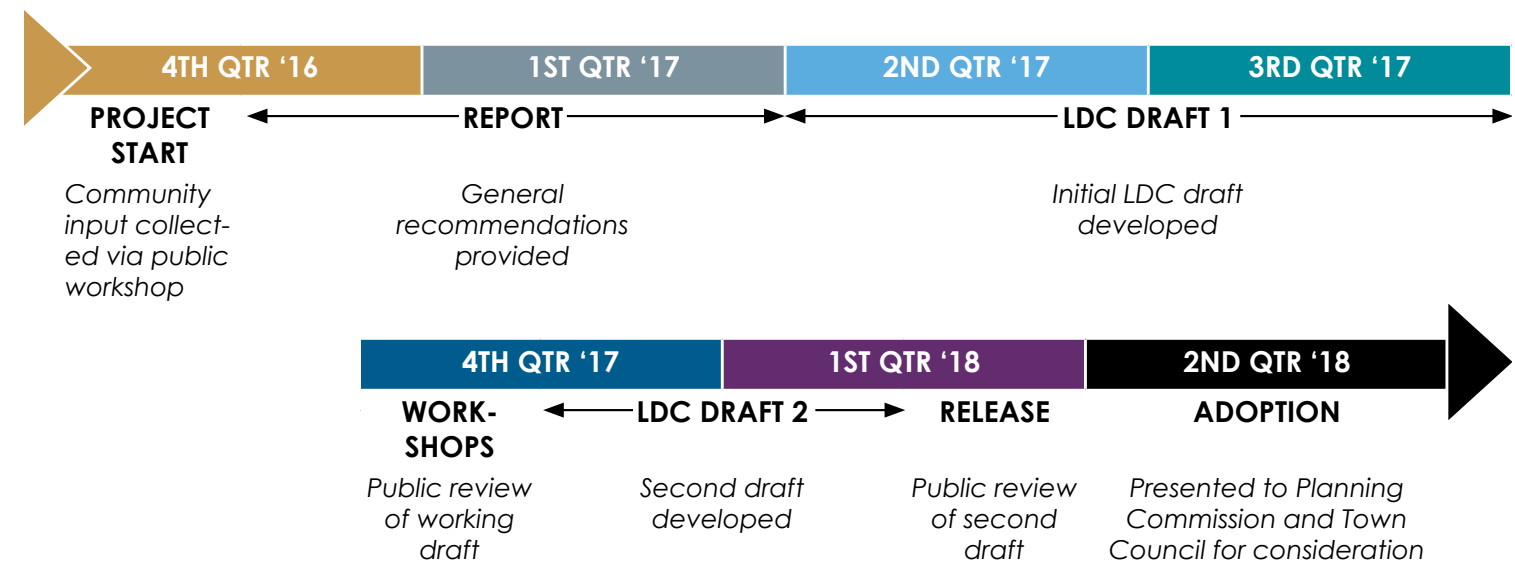 4TH QTR ‘16
1ST QTR ‘17
2ND QTR ‘17
3RD QTR ‘17
PROJECT
START
REPORT
LDC DRAFT 1
Community
input collect-
ed via public
workshop
General
recommendations
provided
Initial LDC draft
developed
4TH QTR ‘17
1ST QTR ‘18
2ND QTR ‘18
WORK-
SHOPS
LDC DRAFT 2
RELEASE
ADOPTION
Public review
of working
draft
Second draft
developed
Public review
of second
draft
Presented to Planning
Commission and Town
Council for consideration